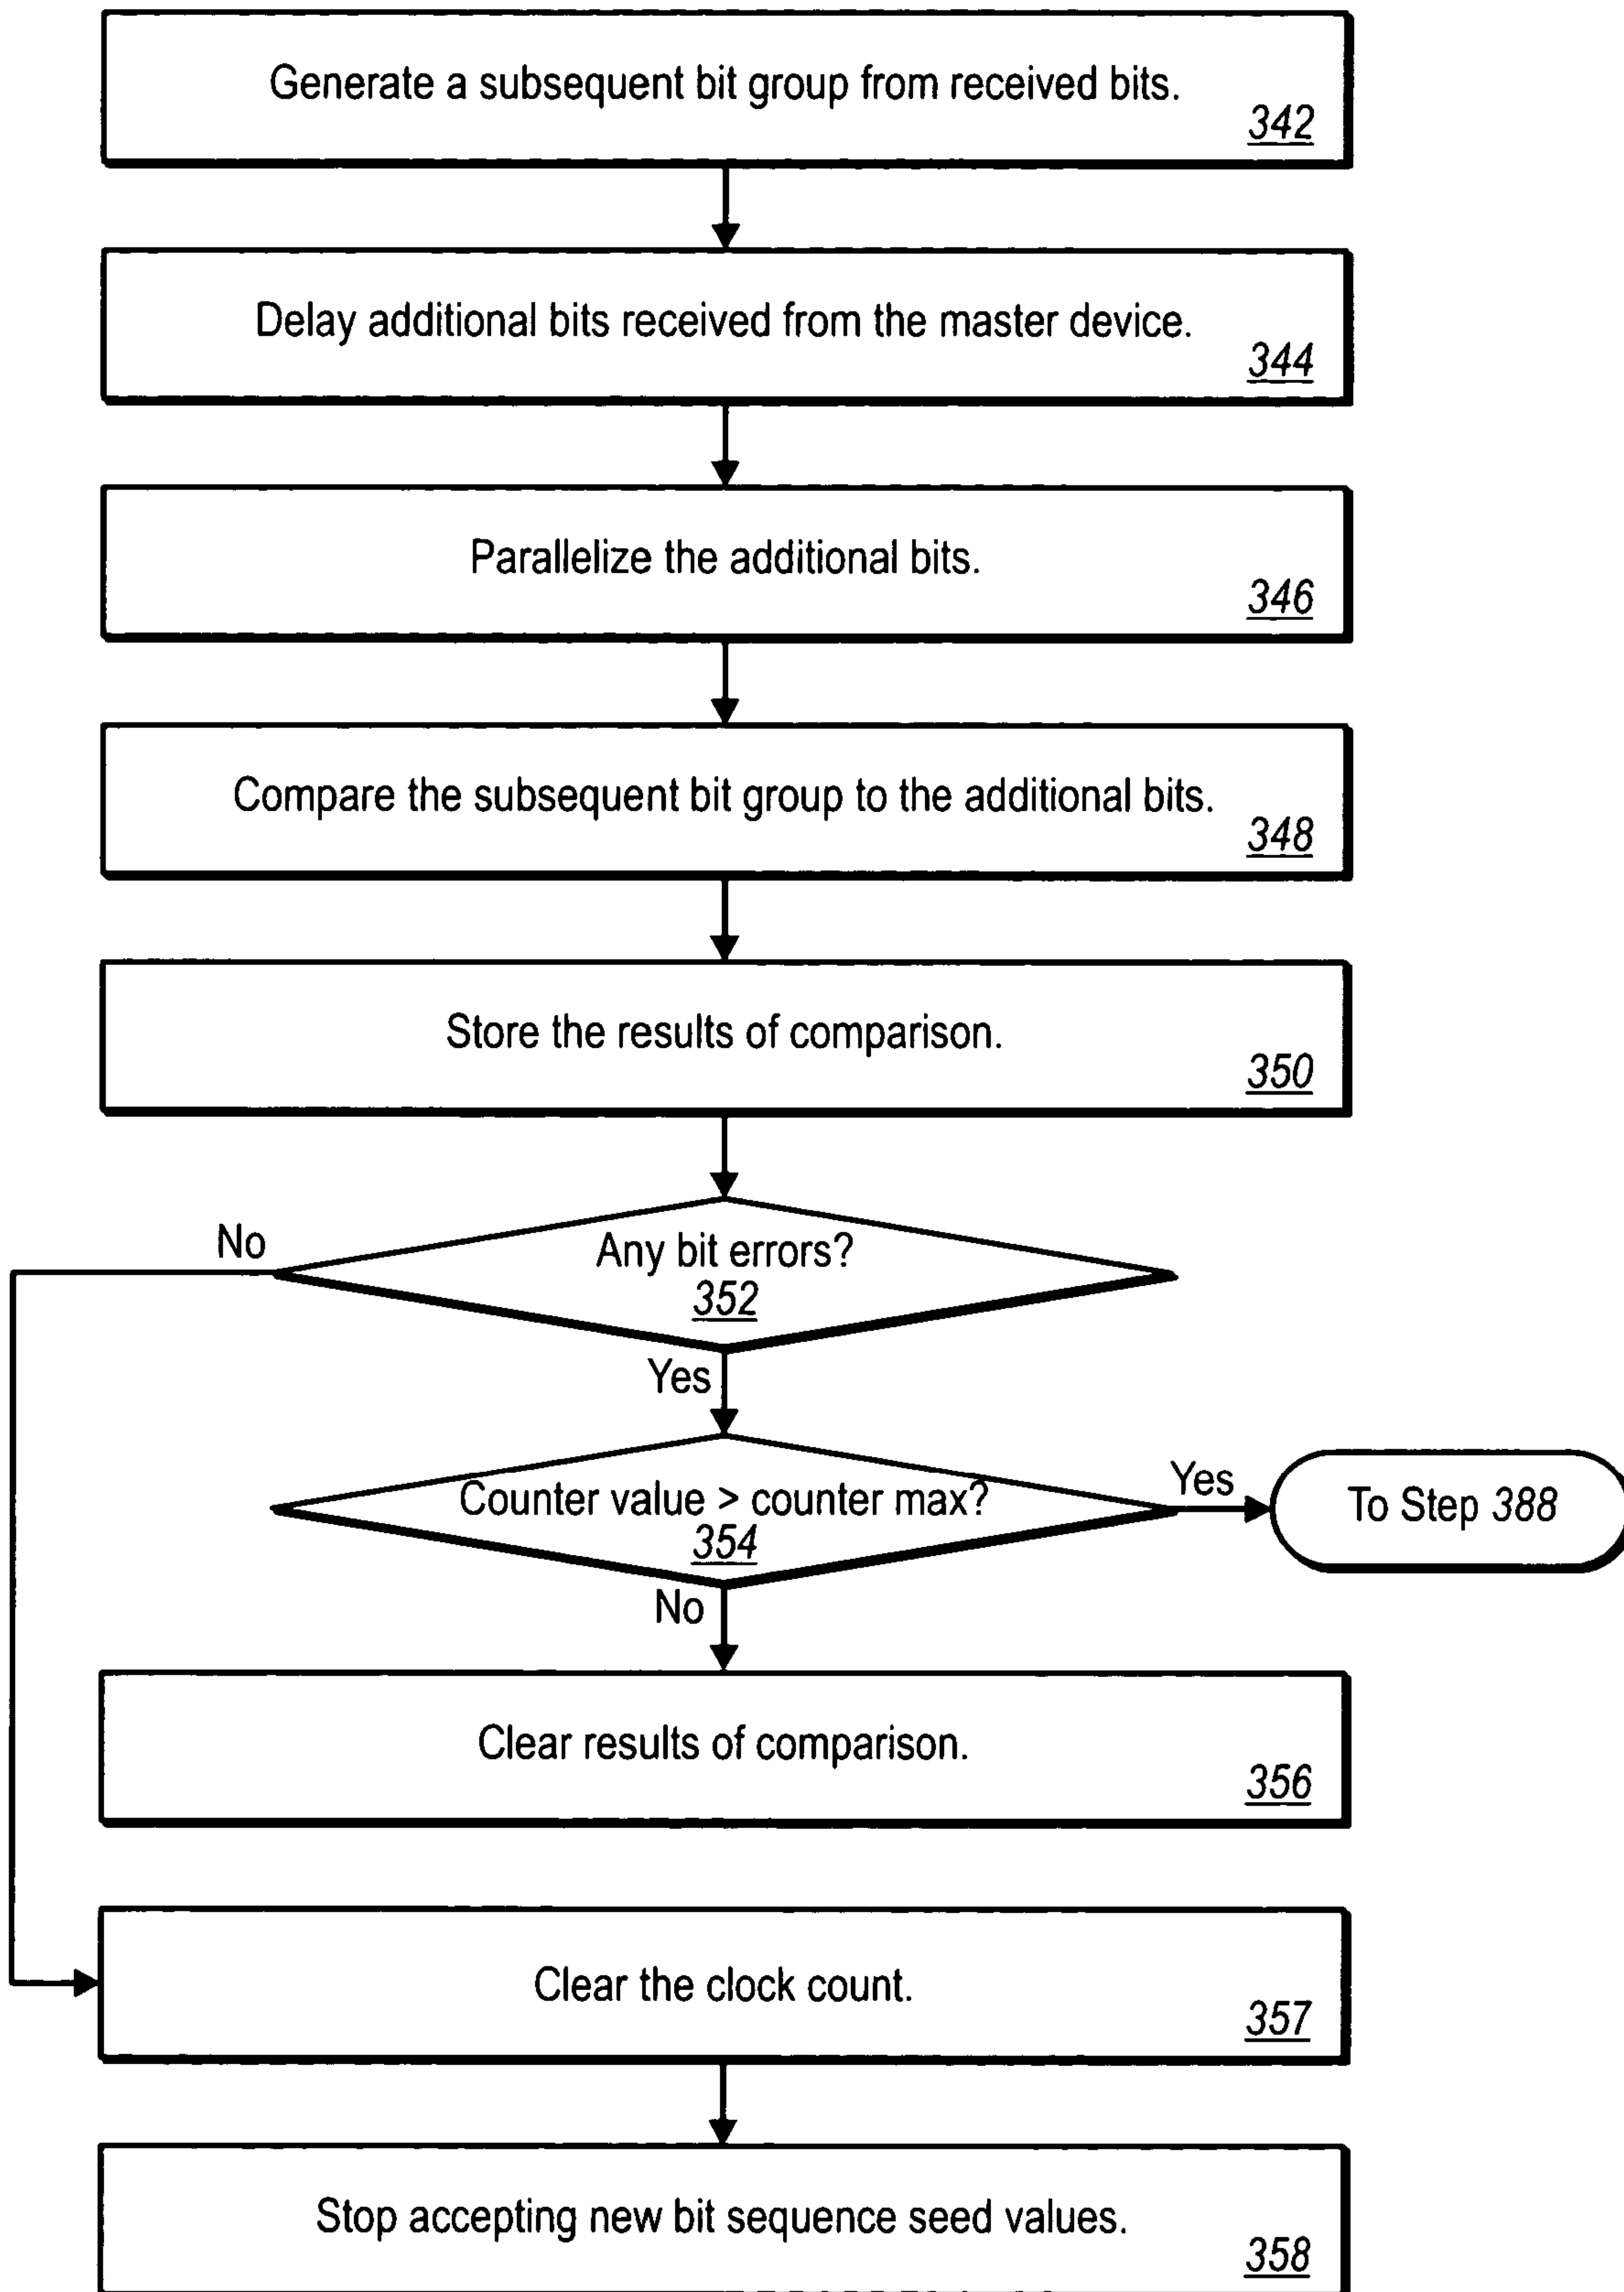 Generate a subsequent bit group from received bits.
342
Delay additional bits received from the master device.
344
Parallelize the additional bits.
346
Compare the subsequent bit group to the additional bits.
348
Store the results of comparison.
350
No
Any bit errors?
352
Yes
Counter value > counter max?
354
Yes
To Step 388
No
Clear results of comparison.
356
Clear the clock count.
357
Stop accepting new bit sequence seed values.
358